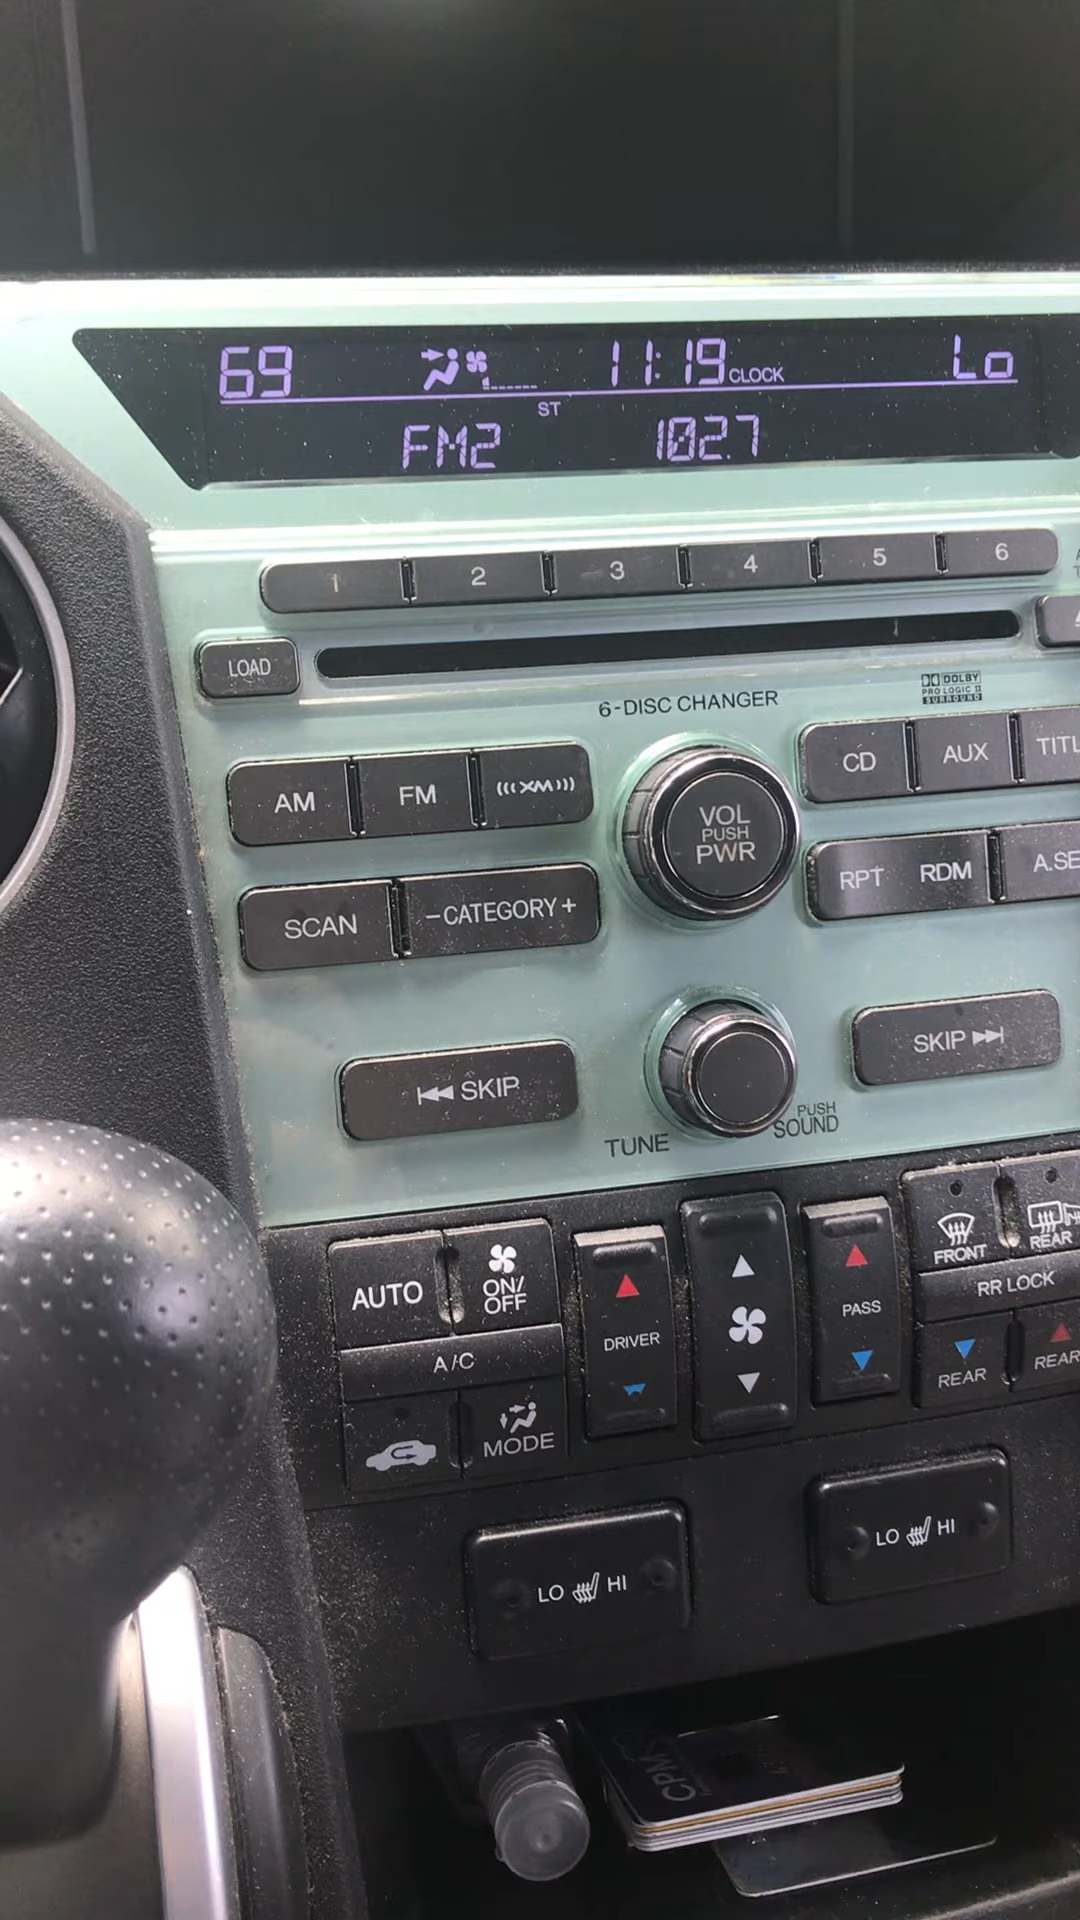 69 11:19 CLOCK Lo
ST
FM2 102.7
1 2 3 4 5 6
LOAD
6-DISC CHANGER
DOLBY
PRO LOGIC II
SURROUND
AM FM XM
VOL
PUSH
PWR
CD AUX TITL
SCAN -CATEGORY+
RPT RDM A.SE
SKIP
SKIP
TUNE
PUSH
SOUND
AUTO
ON/
OFF
A/C
MODE
DRIVER
PASS
FRONT
REAR
RR LOCK
REAR
REAR
LO HI
LO HI
CPM